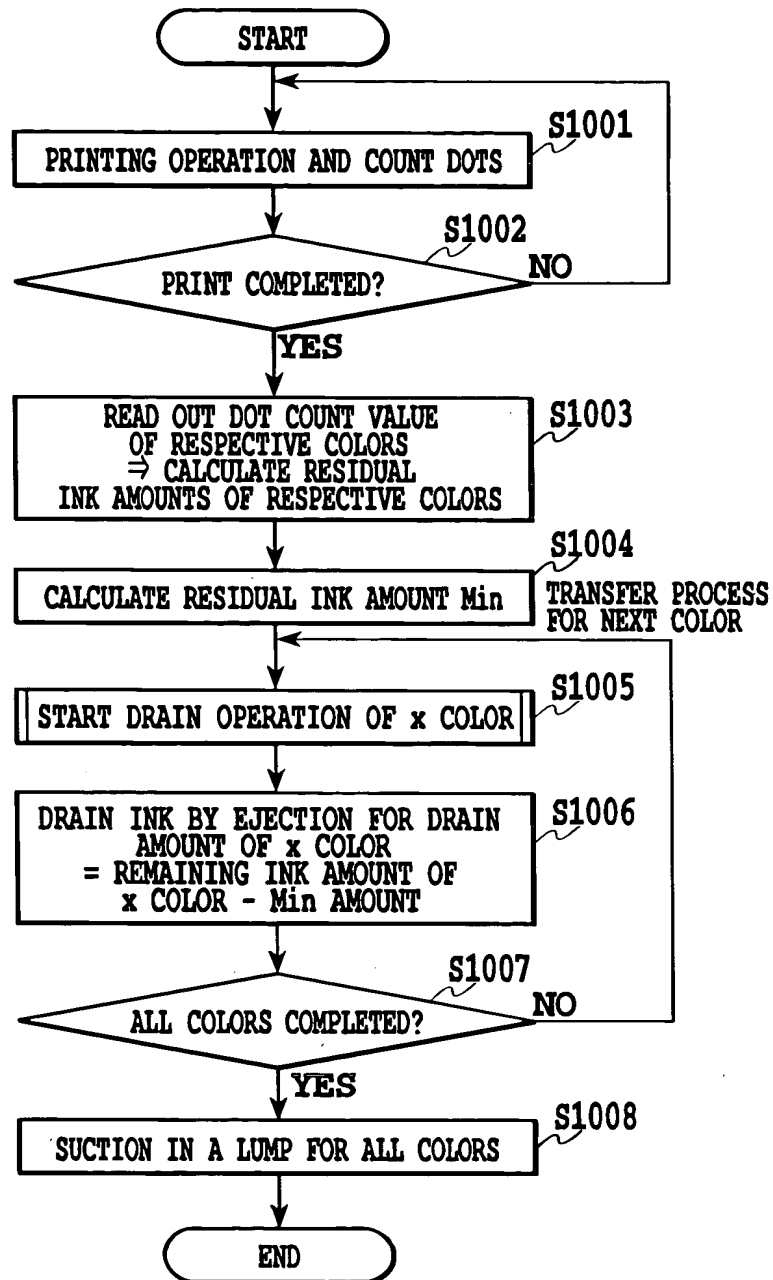 START
S1001
PRINTING OPERATION AND COUNT DOTS
S1002
PRINT COMPLETED?
NO
YES
READ OUT DOT COUNT VALUE
OF RESPECTIVE COLORS
⇒ CALCULATE RESIDUAL
INK AMOUNTS OF RESPECTIVE COLORS
S1003
S1004
CALCULATE RESIDUAL INK AMOUNT Min
TRANSFER PROCESS
FOR NEXT COLOR
START DRAIN OPERATION OF x COLOR
S1005
DRAIN INK BY EJECTION FOR DRAIN
AMOUNT OF x COLOR
= REMAINING INK AMOUNT OF
x COLOR - Min AMOUNT
S1006
S1007
ALL COLORS COMPLETED?
NO
YES
S1008
SUCTION IN A LUMP FOR ALL COLORS
END